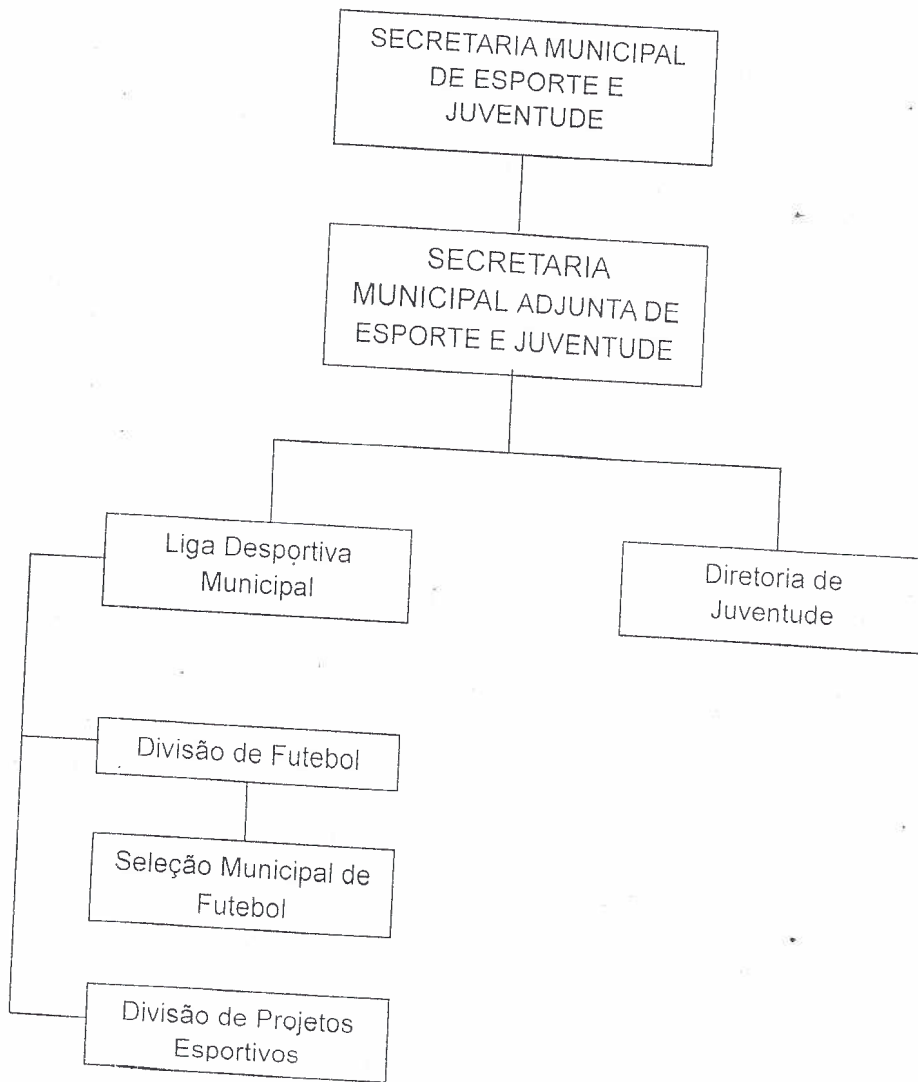 SECRETARIA MUNICIPAL
DE ESPORTE E
JUVENTUDE
SECRETARIA
MUNICIPAL ADJUNTA DE
ESPORTE E JUVENTUDE
Liga Desportiva
Municipal
Diretoria de
Juventude
Divisão de Futebol
Seleção Municipal de
Futebol
Divisão de Projetos
Esportivos